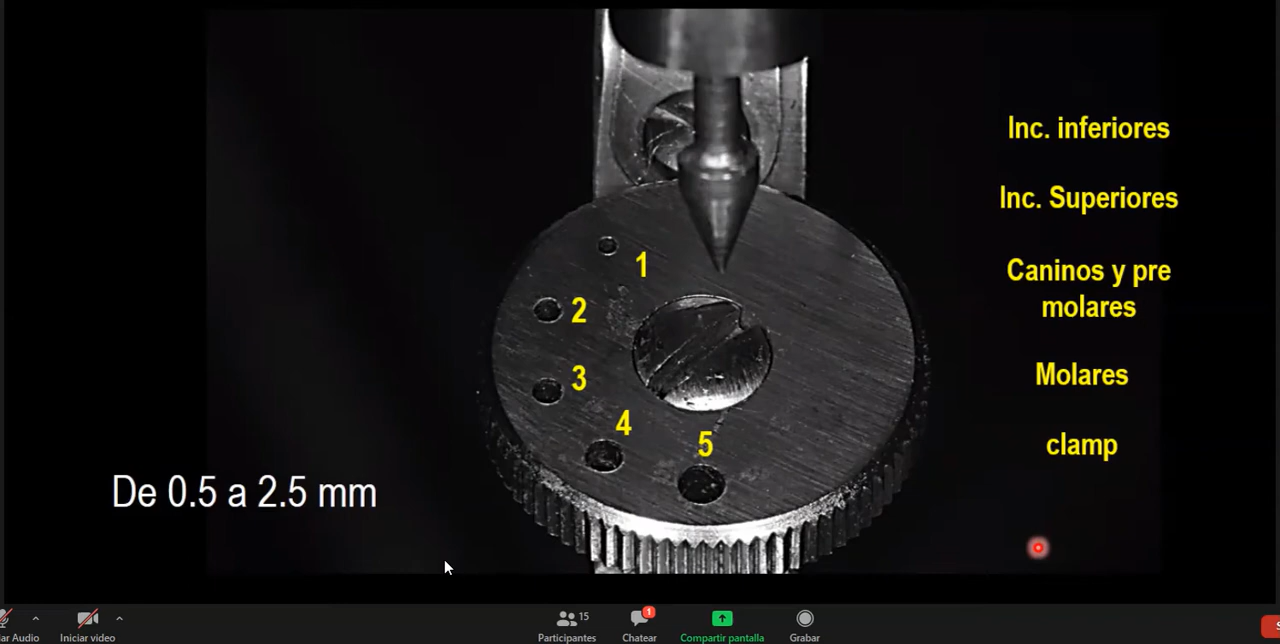 Inc. inferiores
Inc. Superiores
Caninos y pre
molares
Molares
clamp
1
2
3
4
5
De 0.5 a 2.5 mm
Audio
Iniciar video
15
Participantes
1
Chatear
Compartir pantalla
Grabar